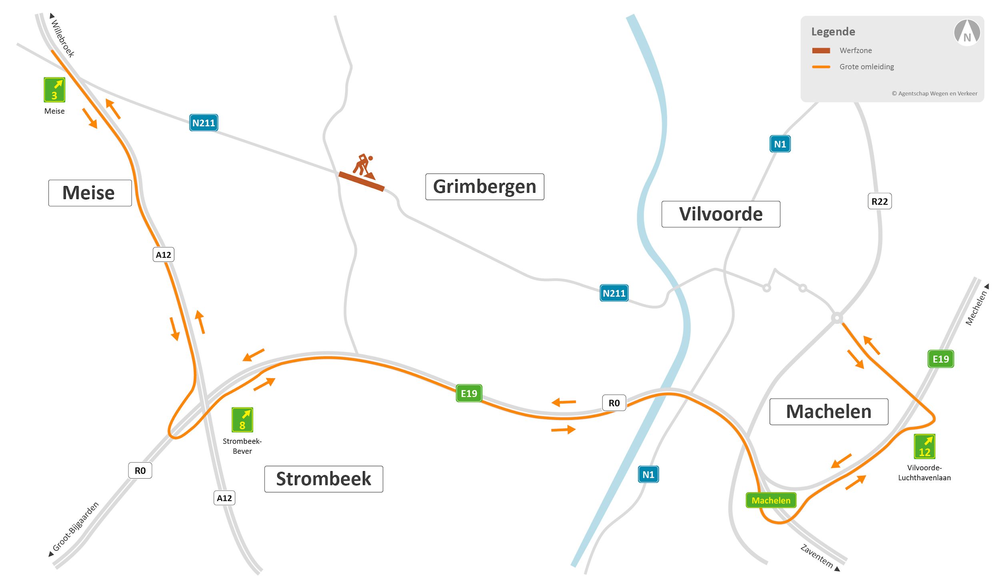 Willebroek
Legende
N
Werfzone
Grote omleiding
© Agentschap Wegen en Verkeer
3
Meise
N211
N1
Meise
Grimbergen
Vilvoorde
R22
A12
N211
Mechelen
E19
E19
R0
Machelen
8
Strombeek-
Bever
12
Vilvoorde-
Luchthavenlaan
R0
Strombeek
N1
A12
Machelen
Groot-Bijgaarden
Zaventem